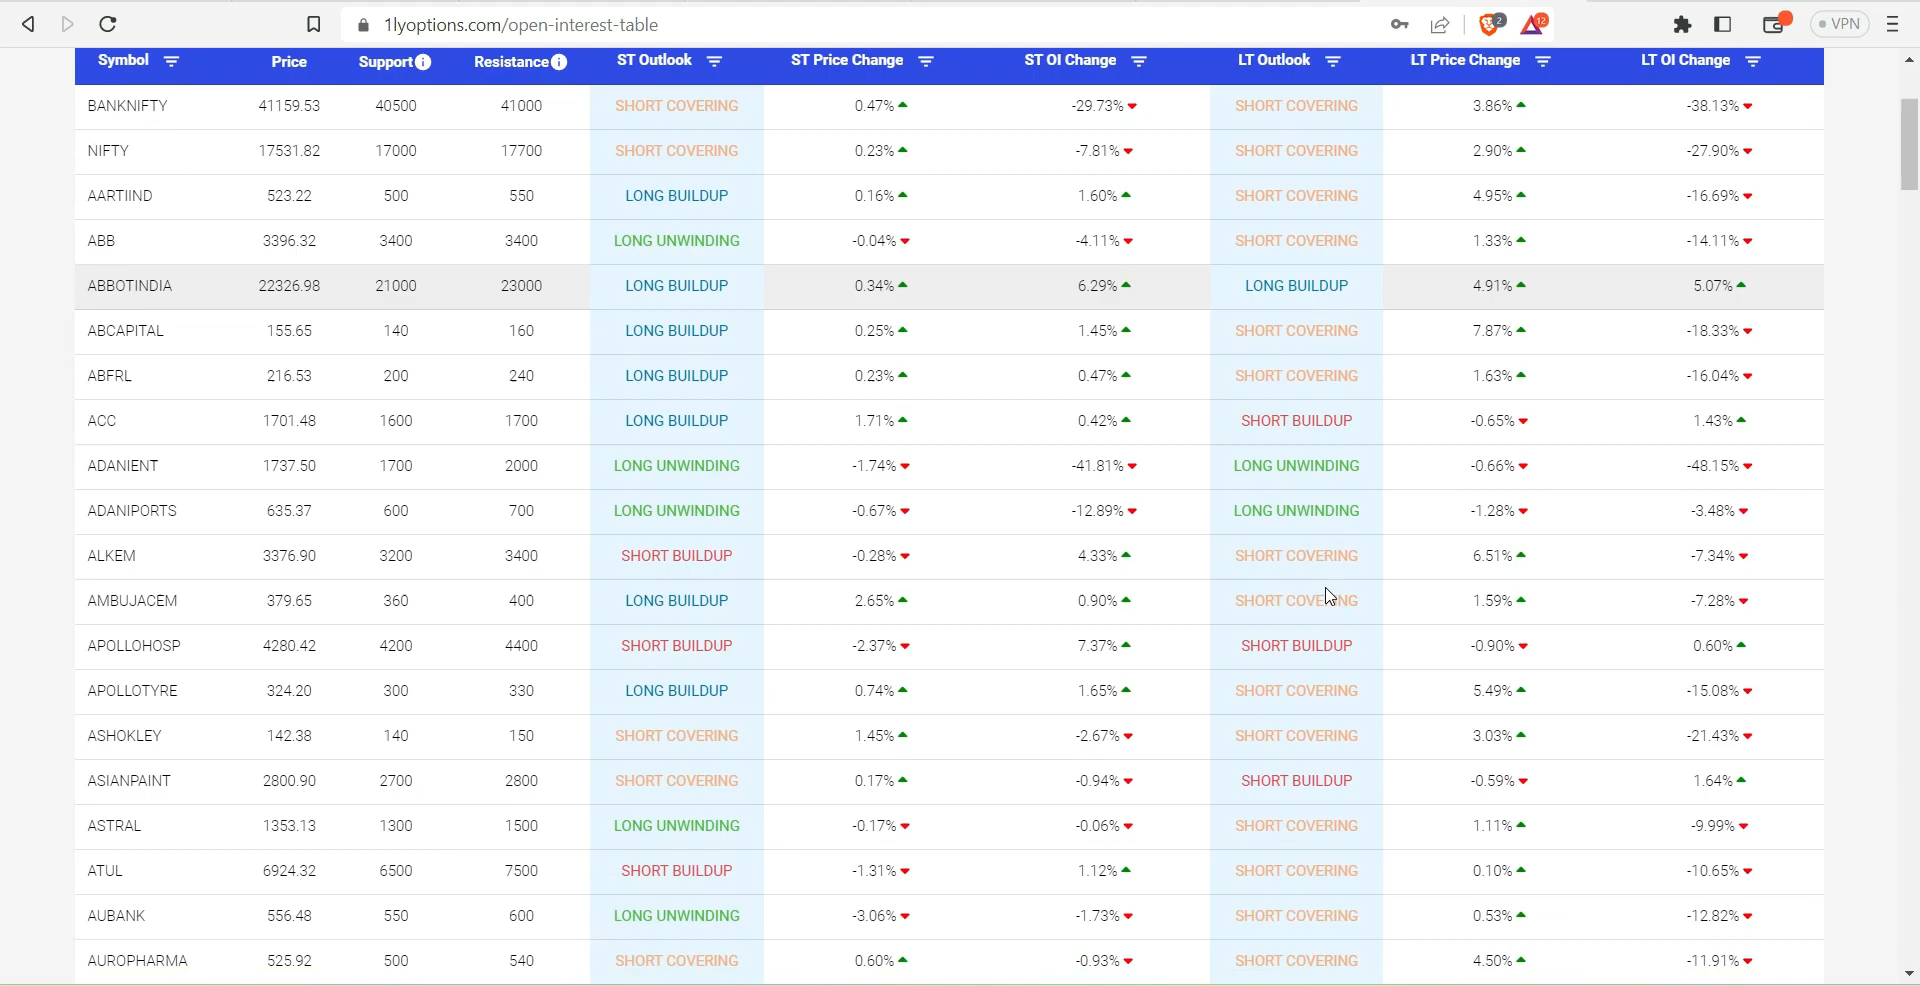 1lyoptions.com/open-interest-table 2 12 VPN
Symbol Price Support Resistance ST Outlook ST Price Change ST OI Change LT Outlook LT Price Change LT OI Change
BANKNIFTY 41159.53 40500 41000 SHORT COVERING 0.47% -29.73% SHORT COVERING 3.86% -38.13%
NIFTY 17531.82 17000 17700 SHORT COVERING 0.23% -7.81% SHORT COVERING 2.90% -27.90%
AARTIIND 523.22 500 550 LONG BUILDUP 0.16% 1.60% SHORT COVERING 4.95% -16.69%
ABB 3396.32 3400 3400 LONG UNWINDING -0.04% -4.11% SHORT COVERING 1.33% -14.11%
ABBOTINDIA 22326.98 21000 23000 LONG BUILDUP 0.34% 6.29% LONG BUILDUP 4.91% 5.07%
ABCAPITAL 155.65 140 160 LONG BUILDUP 0.25% 1.45% SHORT COVERING 7.87% -18.33%
ABFRL 216.53 200 240 LONG BUILDUP 0.23% 0.47% SHORT COVERING 1.63% -16.04%
ACC 1701.48 1600 1700 LONG BUILDUP 1.71% 0.42% SHORT BUILDUP -0.65% 1.43%
ADANIENT 1737.50 1700 2000 LONG UNWINDING -1.74% -41.81% LONG UNWINDING -0.66% -48.15%
ADANIPORTS 635.37 600 700 LONG UNWINDING -0.67% -12.89% LONG UNWINDING -1.28% -3.48%
ALKEM 3376.90 3200 3400 SHORT BUILDUP -0.28% 4.33% SHORT COVERING 6.51% -7.34%
AMBUJACEM 379.65 360 400 LONG BUILDUP 2.65% 0.90% SHORT COVERING 1.59% -7.28%
APOLLOHOSP 4280.42 4200 4400 SHORT BUILDUP -2.37% 7.37% SHORT BUILDUP -0.90% 0.60%
APOLLOTYRE 324.20 300 330 LONG BUILDUP 0.74% 1.65% SHORT COVERING 5.49% -15.08%
ASHOKLEY 142.38 140 150 SHORT COVERING 1.45% -2.67% SHORT COVERING 3.03% -21.43%
ASIANPAINT 2800.90 2700 2800 SHORT COVERING 0.17% -0.94% SHORT BUILDUP -0.59% 1.64%
ASTRAL 1353.13 1300 1500 LONG UNWINDING -0.17% -0.06% SHORT COVERING 1.11% -9.99%
ATUL 6924.32 6500 7500 SHORT BUILDUP -1.31% 1.12% SHORT COVERING 0.10% -10.65%
AUBANK 556.48 550 600 LONG UNWINDING -3.06% -1.73% SHORT COVERING 0.53% -12.82%
AUROPHARMA 525.92 500 540 SHORT COVERING 0.60% -0.93% SHORT COVERING 4.50% -11.91%